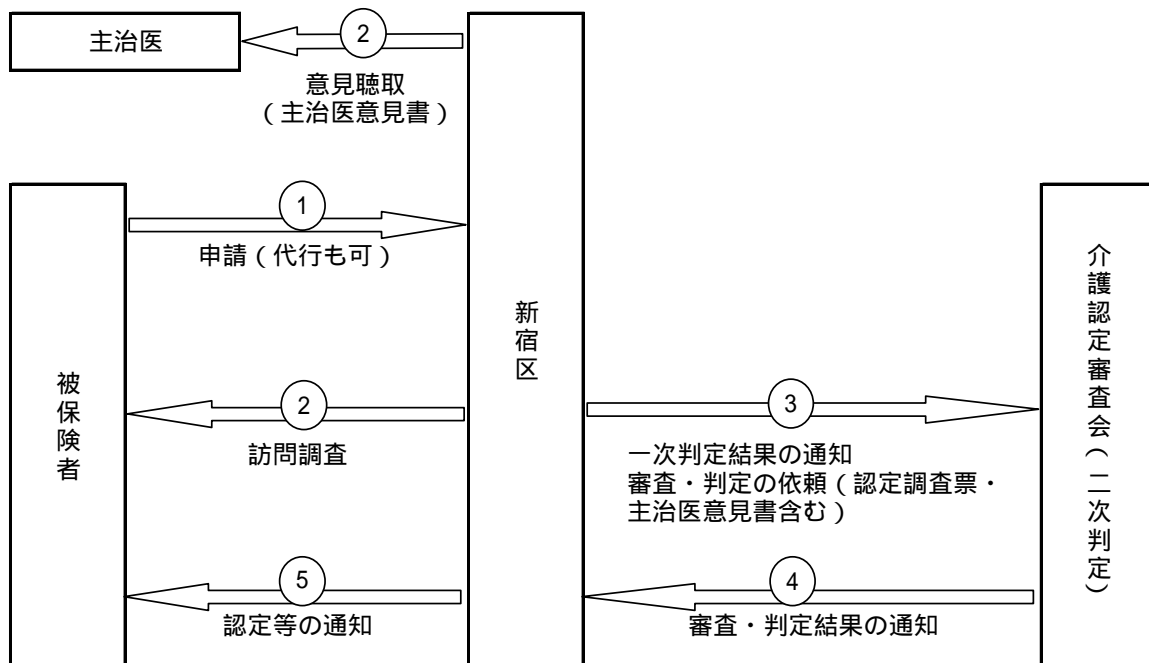 主治医
2
意見聴取
(主治医意見書)
1
申請(代行も可)
被保険者
新宿区
2
訪問調査
3
一次判定結果の通知
審査・判定の依頼(認定調査票・
主治医意見書含む)
介護認定審査会(二次判定)
4
審査・判定結果の通知
5
認定等の通知